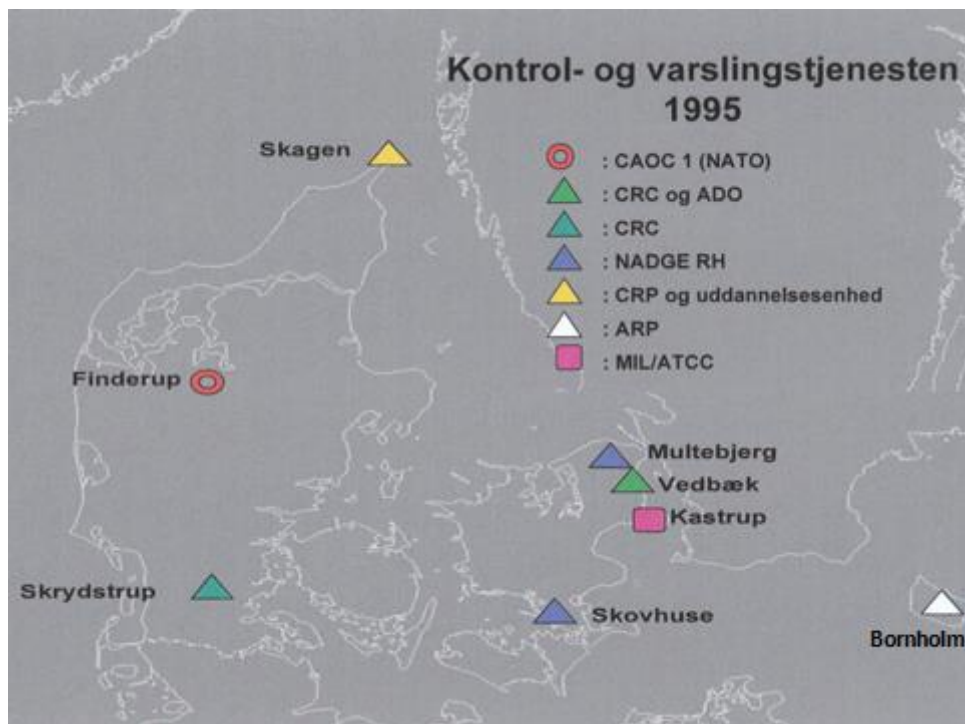 Kontrol- og varslingstjenesten
1995
Skagen
: CAOC 1 (NATO)
: CRC og ADO
: CRC
: NADGE RH
: CRP og uddannelsesenhed
: ARP
: MIL/ATCC
Finderup
Multebjerg
Vedbæk
Kastrup
Skrydstrup
Skovhuse
Bornholm